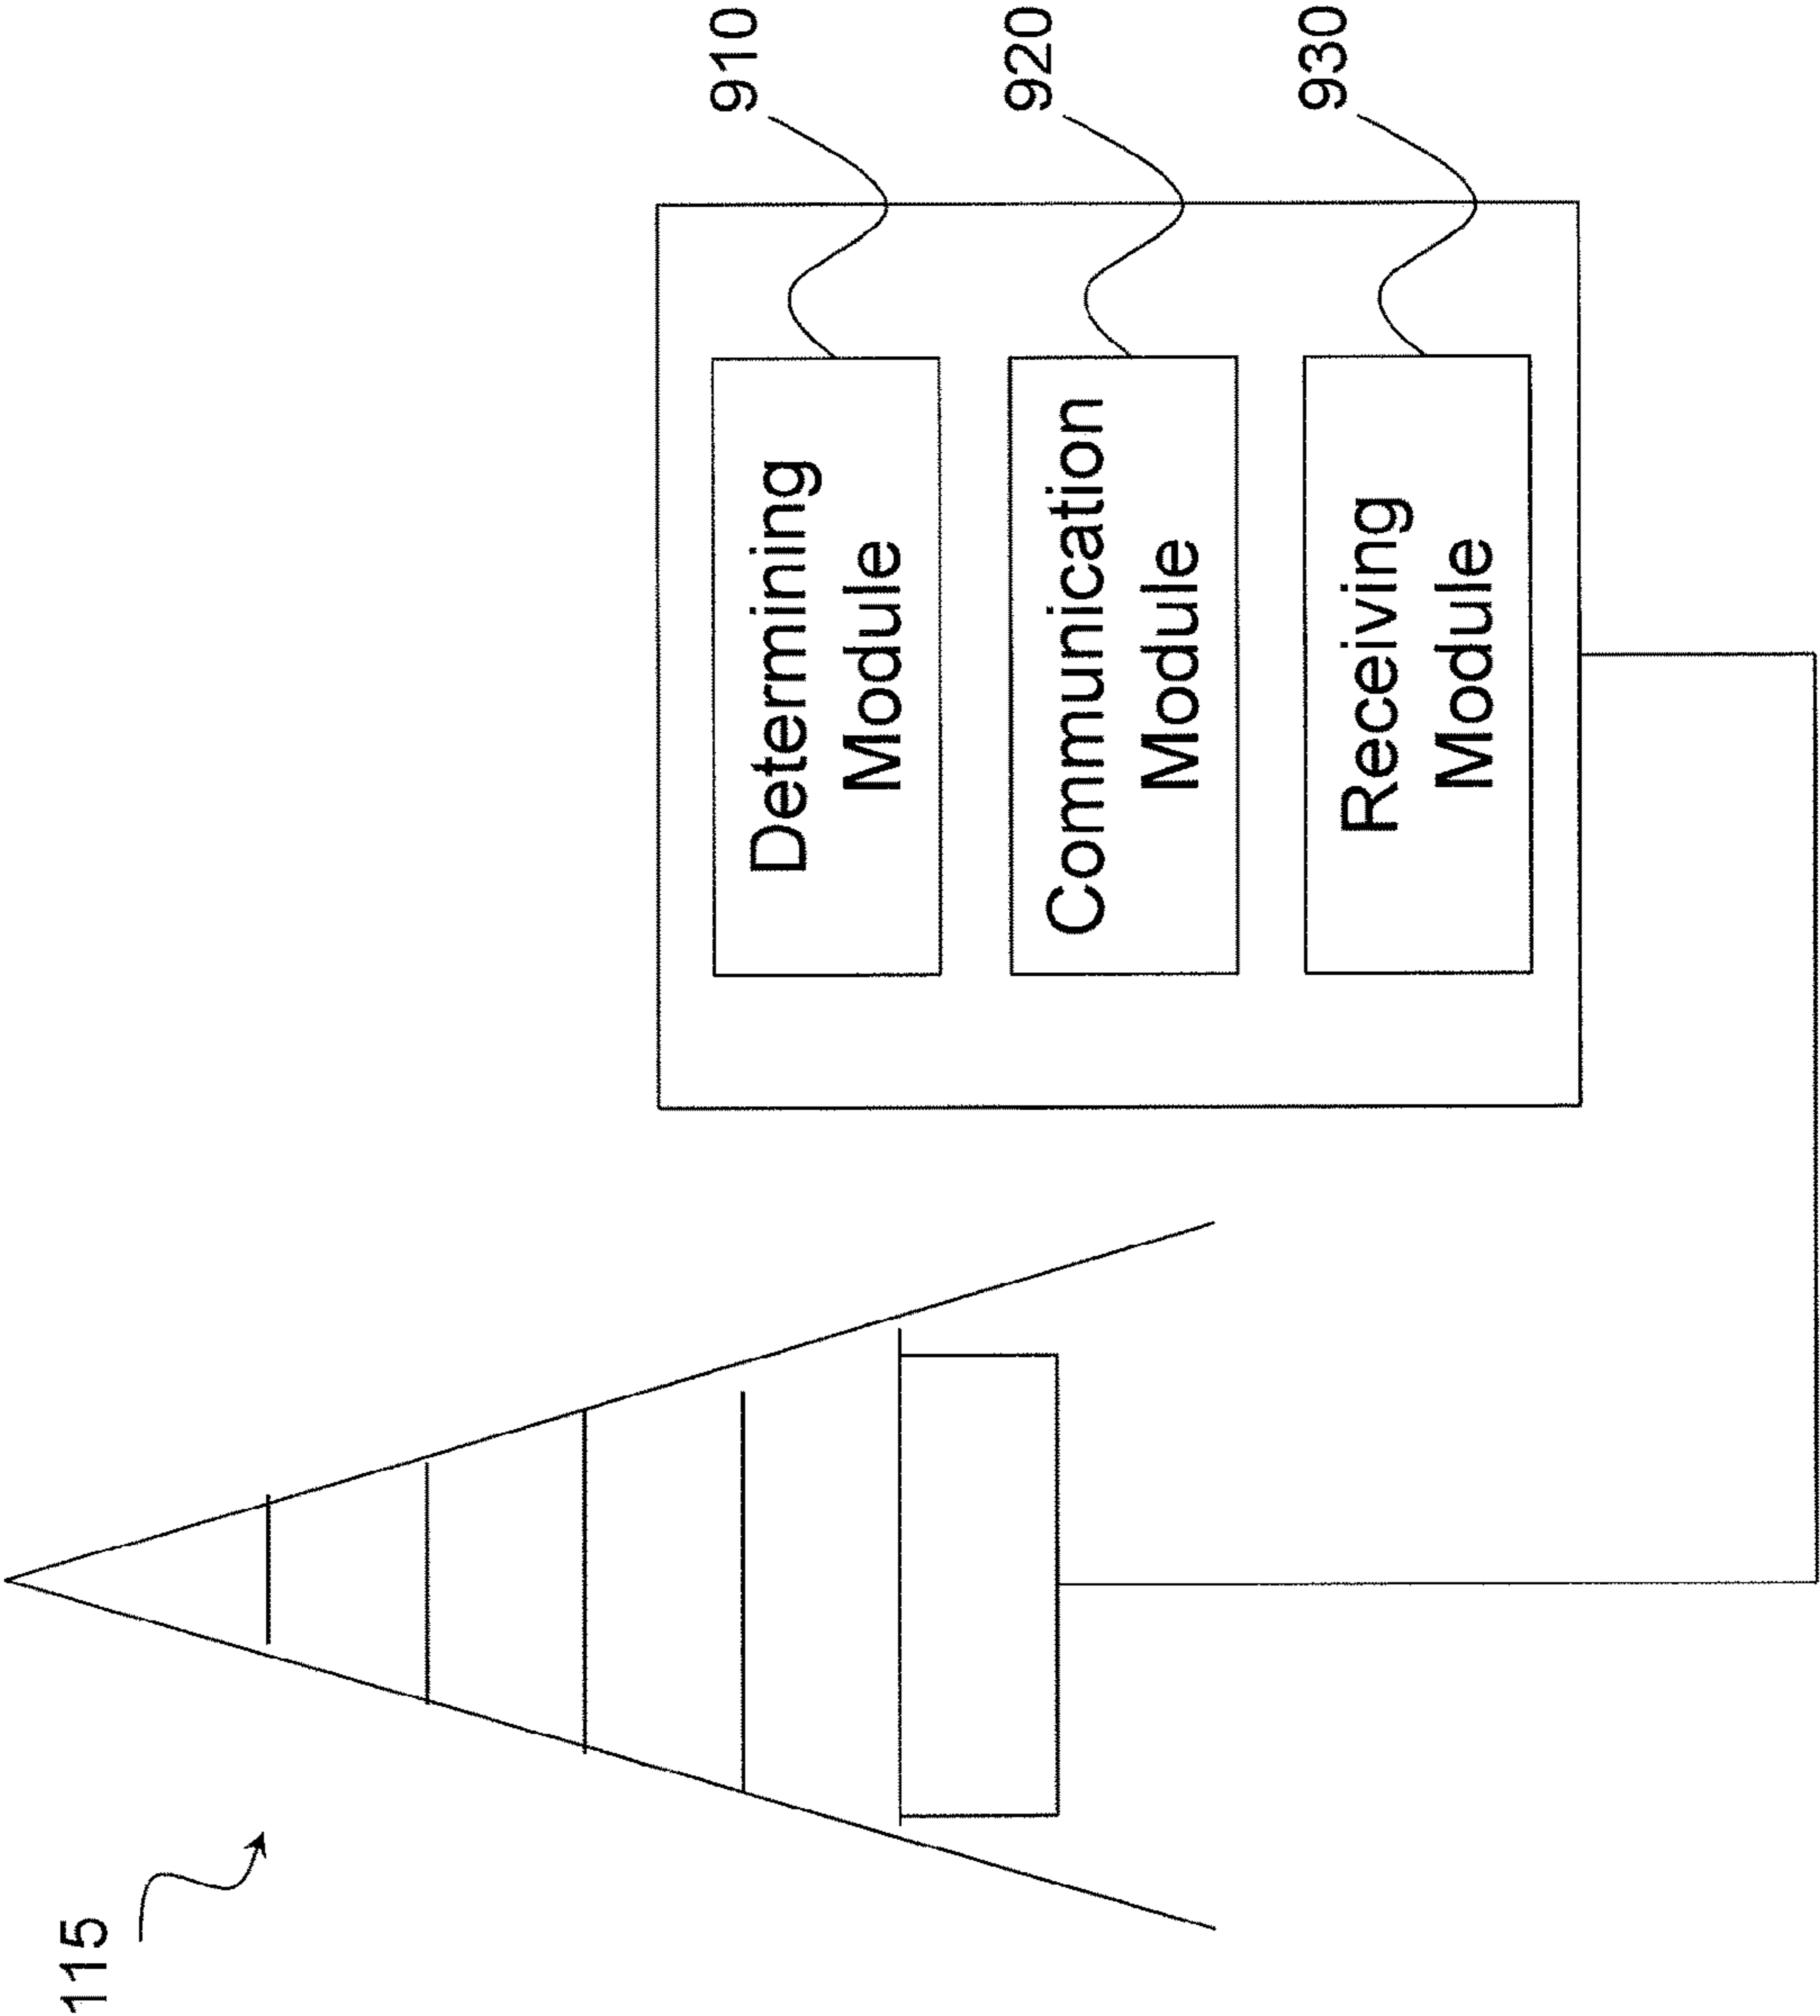 115
Determining
Module
910
Communication
Module
920
Receiving
Module
930